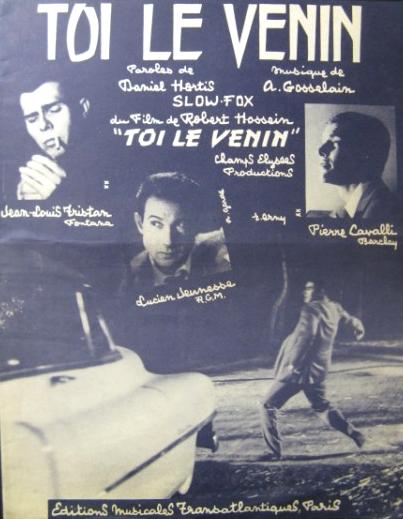 TOI LE VENIN
Paroles de
Daniel Hortis
musique de
A. Gosselain
SLOW-FOX
du Film de Robert Hossein
"TOI LE VENIN"
Champs Elysées
Productions
Jean-Louis Tristan
Fontana
Lucien Jeunesse
R.G.M.
Pierre Cavalli
Barclay
Editions Musicales Transatlantiques, Paris